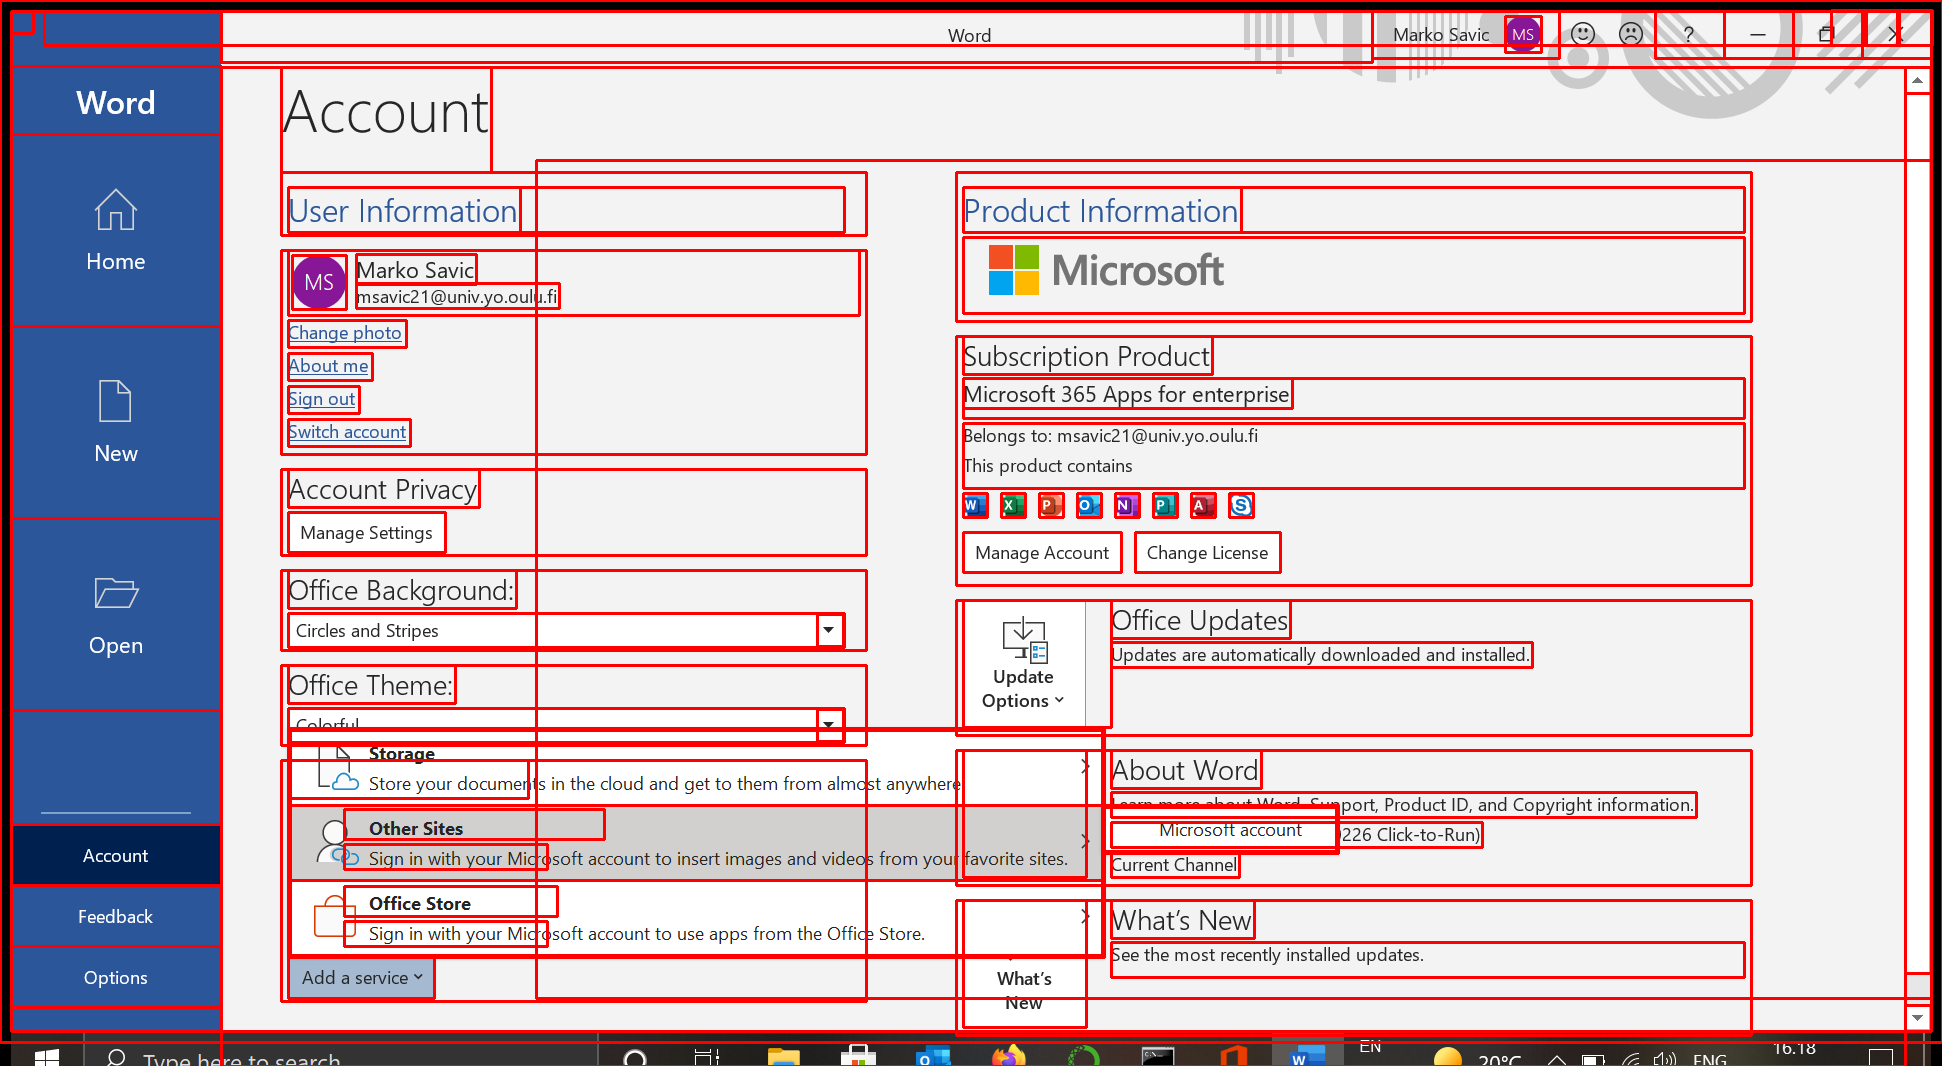 Word
Marko Savic
MS
?
Word
Home
New
Open
Account
Feedback
Options
Account
User Information
MS
Marko Savic
msavic21@univ.yo.oulu.fi
Change photo
About me
Sign out
Switch account
Account Privacy
Manage Settings
Office Background:
Circles and Stripes
Office Theme:
Colorful
Storage
Store your documents in the cloud and get to them from almost anywhere
Other Sites
Sign in with your Microsoft account to insert images and videos from your favorite sites.
Office Store
Sign in with your Microsoft account to use apps from the Office Store.
Add a service
Product Information
Microsoft
Subscription Product
Microsoft 365 Apps for enterprise
Belongs to: msavic21@univ.yo.oulu.fi
This product contains
W X P O N P A S
Manage Account
Change License
Update
Options
Office Updates
Updates are automatically downloaded and installed.
About Word
Learn more about Word, Support, Product ID, and Copyright information.
Microsoft account
226 Click-to-Run)
Current Channel
What's
New
What's New
See the most recently installed updates.
Type here to search
EN
20°C
ENG
16.18